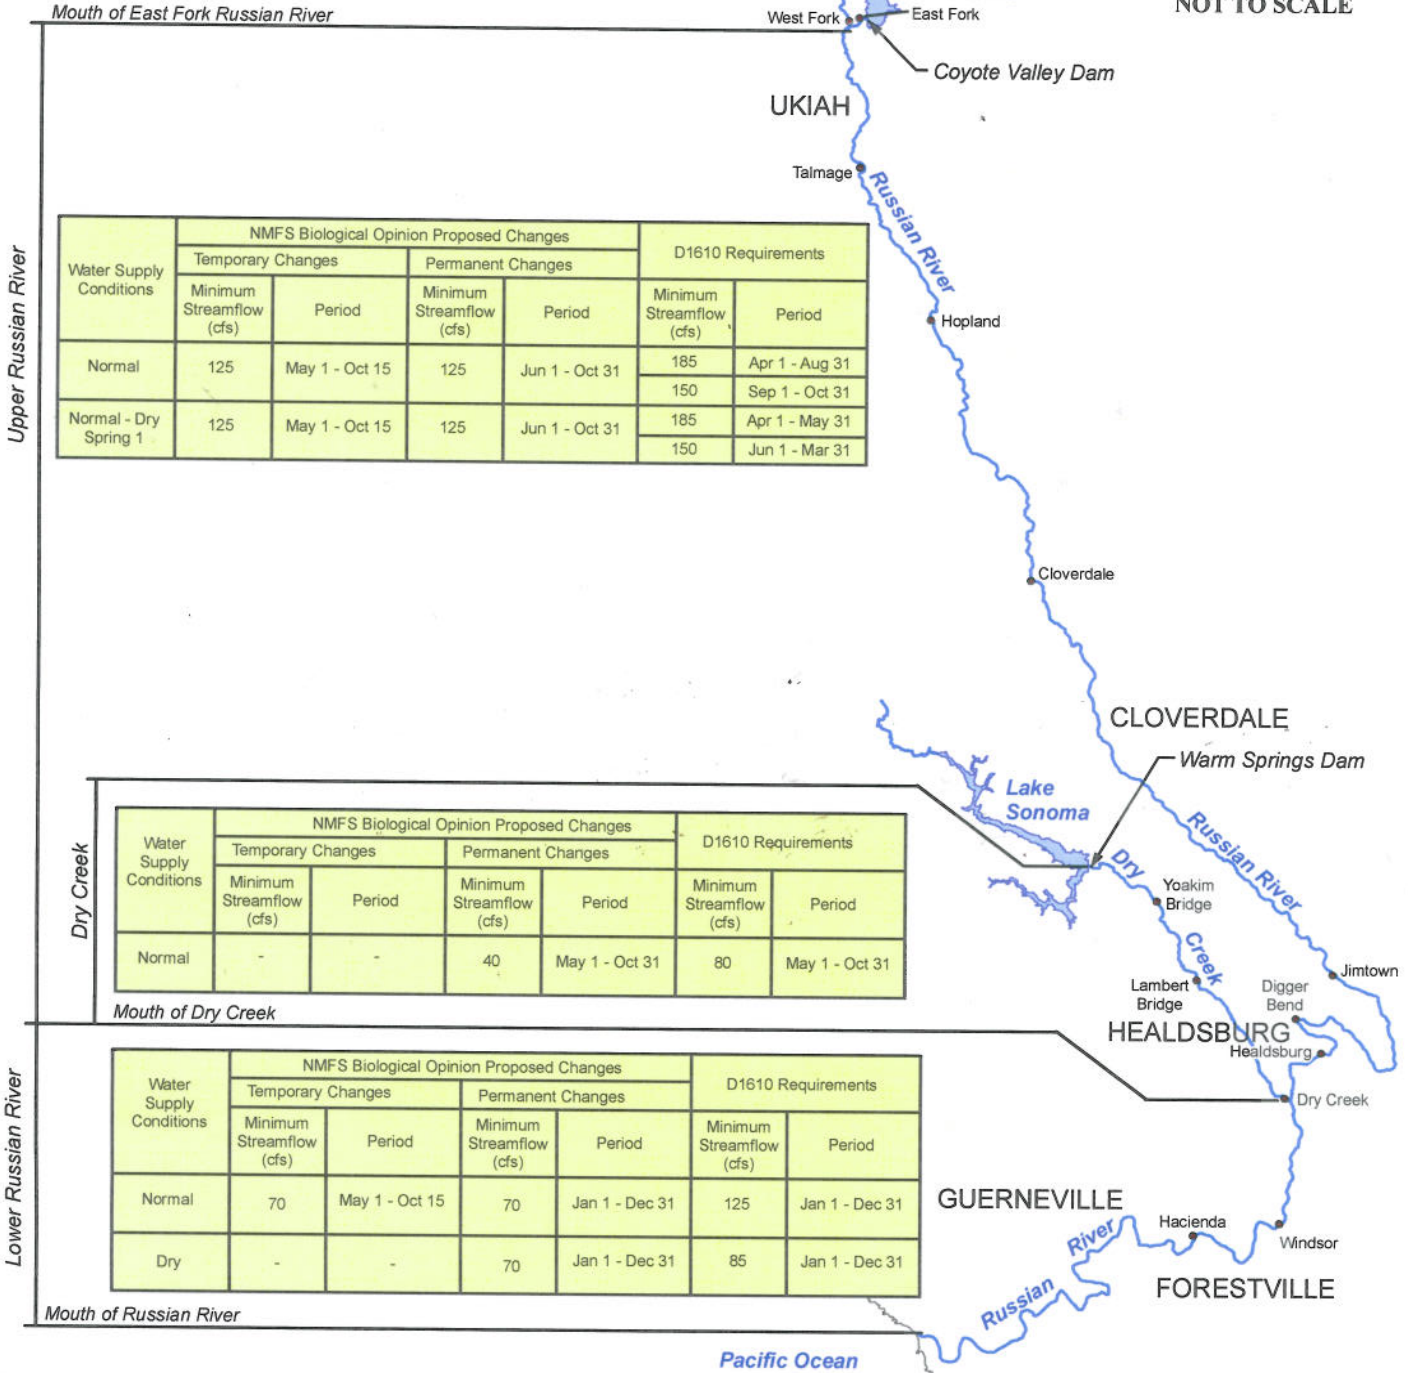 Mouth of East Fork Russian River
West Fork
East Fork
NOT TO SCALE
Coyote Valley Dam
UKIAH
Talmage
Russian River
Hopland
Upper Russian River
Water Supply
Conditions
NMFS Biological Opinion Proposed Changes
D1610 Requirements
Temporary Changes
Permanent Changes
Minimum
Streamflow
(cfs)
Period
Minimum
Streamflow
(cfs)
Period
Minimum
Streamflow
(cfs)
Period
Normal
125
May 1 - Oct 15
125
Jun 1 - Oct 31
185
Apr 1 - Aug 31
150
Sep 1 - Oct 31
Normal - Dry
Spring 1
125
May 1 - Oct 15
125
Jun 1 - Oct 31
185
Apr 1 - May 31
150
Jun 1 - Mar 31
Cloverdale
CLOVERDALE
Warm Springs Dam
Lake
Sonoma
Russian River
Dry
Creek
Yoakim
Bridge
Lambert
Bridge
Jimtown
Digger
Bend
HEALDSBURG
Healdsburg
Dry Creek
Dry Creek
Water
Supply
Conditions
NMFS Biological Opinion Proposed Changes
D1610 Requirements
Temporary Changes
Permanent Changes
Minimum
Streamflow
(cfs)
Period
Minimum
Streamflow
(cfs)
Period
Minimum
Streamflow
(cfs)
Period
Normal
-
-
40
May 1 - Oct 31
80
May 1 - Oct 31
Mouth of Dry Creek
Lower Russian River
Water
Supply
Conditions
NMFS Biological Opinion Proposed Changes
D1610 Requirements
Temporary Changes
Permanent Changes
Minimum
Streamflow
(cfs)
Period
Minimum
Streamflow
(cfs)
Period
Minimum
Streamflow
(cfs)
Period
Normal
70
May 1 - Oct 15
70
Jan 1 - Dec 31
125
Jan 1 - Dec 31
Dry
-
-
70
Jan 1 - Dec 31
85
Jan 1 - Dec 31
GUERNEVILLE
Hacienda
Windsor
FORESTVILLE
Russian River
Mouth of Russian River
Pacific Ocean